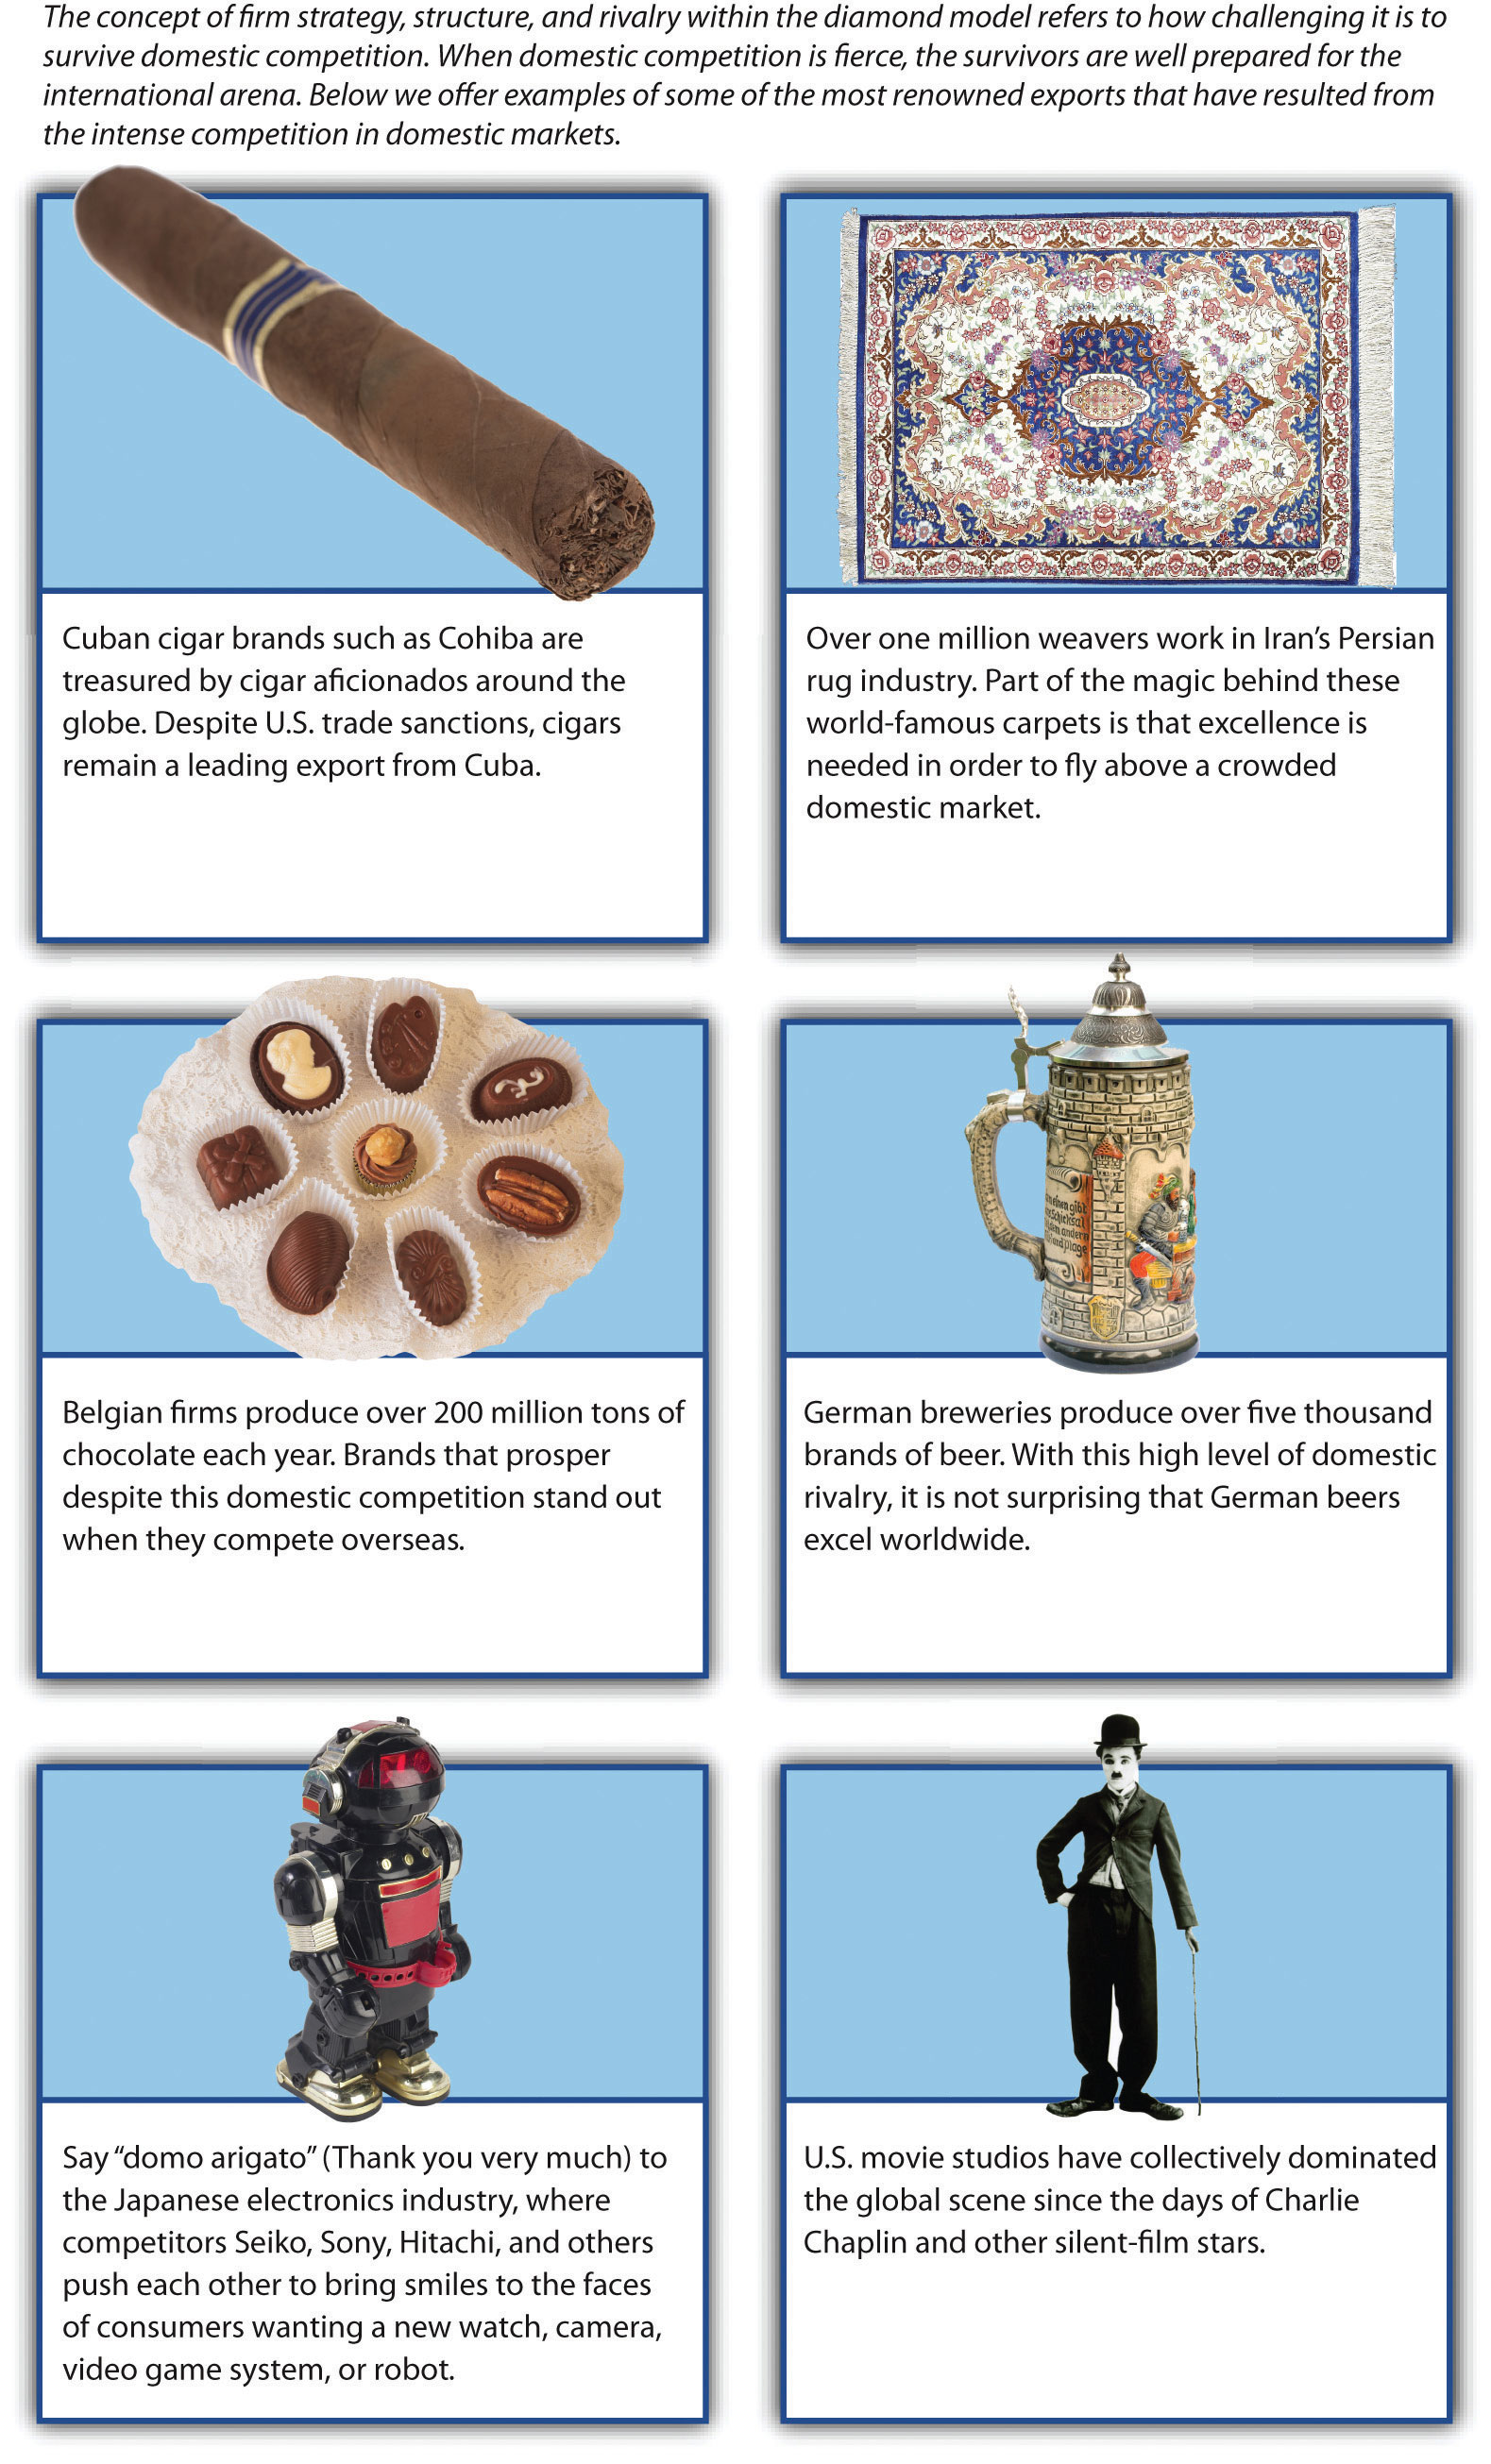 The concept of firm strategy, structure, and rivalry within the diamond model refers to how challenging it is to
survive domestic competition. When domestic competition is fierce, the survivors are well prepared for the
international arena. Below we offer examples of some of the most renowned exports that have resulted from
the intense competition in domestic markets.
Cuban cigar brands such as Cohiba are
treasured by cigar aficionados around the
globe. Despite U.S. trade sanctions, cigars
remain a leading export from Cuba.
Over one million weavers work in Iran’s Persian
rug industry. Part of the magic behind these
world-famous carpets is that excellence is
needed in order to fly above a crowded
domestic market.
Belgian firms produce over 200 million tons of
chocolate each year. Brands that prosper
despite this domestic competition stand out
when they compete overseas.
einen gibt
Schicksal
dem andern
und plage
German breweries produce over five thousand
brands of beer. With this high level of domestic
rivalry, it is not surprising that German beers
excel worldwide.
Say “domo arigato” (Thank you very much) to
the Japanese electronics industry, where
competitors Seiko, Sony, Hitachi, and others
push each other to bring smiles to the faces
of consumers wanting a new watch, camera,
video game system, or robot.
U.S. movie studios have collectively dominated
the global scene since the days of Charlie
Chaplin and other silent-film stars.